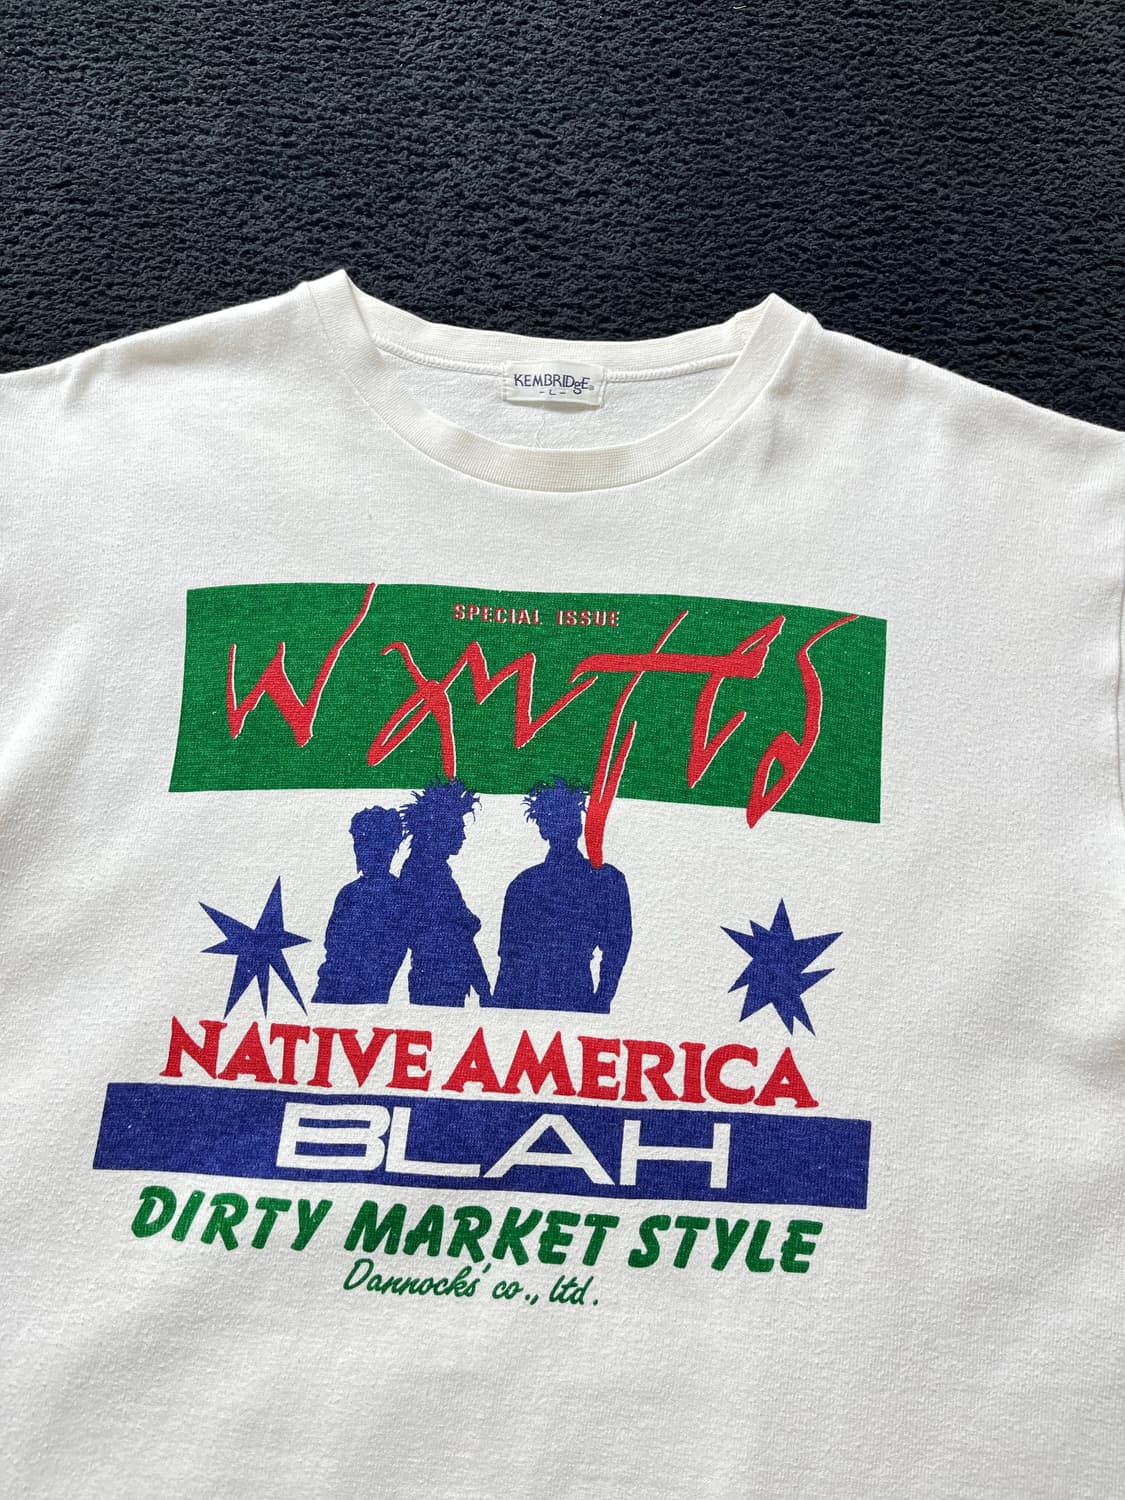 KEMBRIDgE®
- L -
SPECIAL ISSUE
NATIVE AMERICA
BLAH
DIRTY MARKET STYLE
Dannocks' co., ltd.